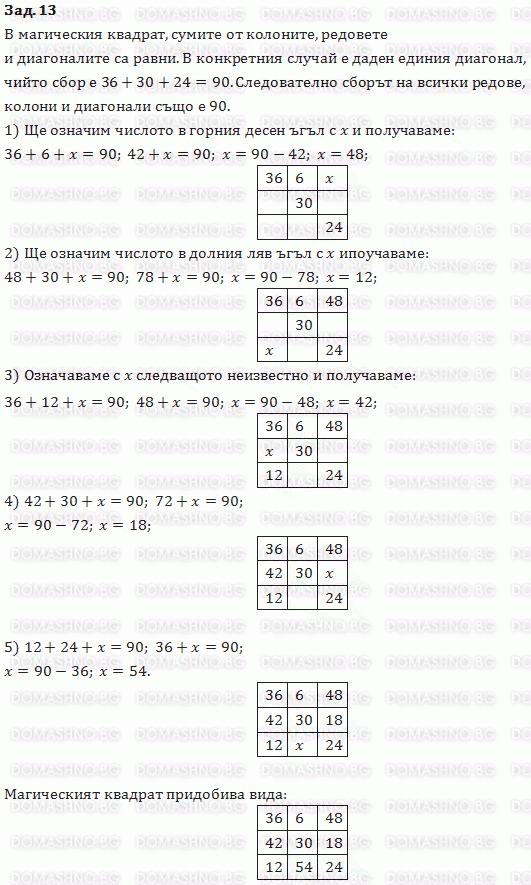 Зад. 13
В магическия квадрат, сумите от колоните, редовете
и диагоналите са равни. В конкретния случай е даден единия диагонал,
чийто сбор е 36 + 30 + 24 = 90. Следователно сборът на всички редове,
колони и диагонали също е 90.
1) Ще означим числото в горния десен ъгъл с x и получаваме:
36 + 6 + x = 90; 42 + x = 90; x = 90 − 42; x = 48;
36 6 x
30
24
2) Ще означим числото в долния ляв ъгъл с x ипоучаваме:
48 + 30 + x = 90; 78 + x = 90; x = 90 − 78; x = 12;
36 6 48
30
x 24
3) Означаваме с x следващото неизвестно и получаваме:
36 + 12 + x = 90; 48 + x = 90; x = 90 − 48; x = 42;
36 6 48
x 30
12 24
4) 42 + 30 + x = 90; 72 + x = 90;
x = 90 − 72; x = 18;
36 6 48
42 30 x
12 24
5) 12 + 24 + x = 90; 36 + x = 90;
x = 90 − 36; x = 54.
36 6 48
42 30 18
12 x 24
Магическият квадрат придобива вида:
36 6 48
42 30 18
12 54 24